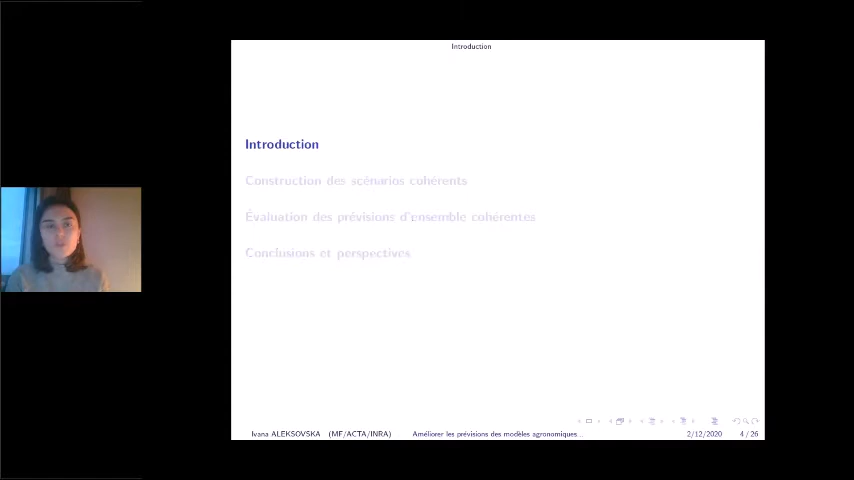 Introduction
Introduction
Construction des scénarios cohérents
Évaluation des prévisions d'ensemble cohérentes
Conclusions et perspectives
Ivana ALEKSOVSKA (MF/ACTA/INRA) Améliorer les prévisions des modèles agronomiques... 2/12/2020 4 / 26